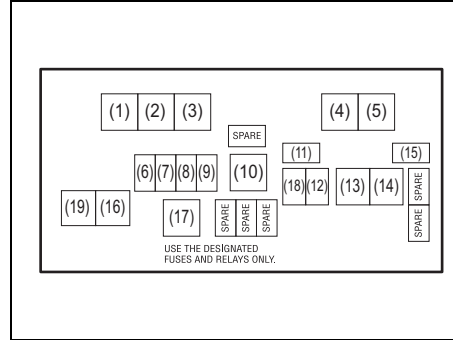 (1) (2) (3) (4) (5)
SPARE
(11) (15)
(6) (7) (8) (9) (10)
(18) (12) (13) (14) SPARE
(19) (16) (17) SPARE SPARE SPARE SPARE
USE THE DESIGNATED
FUSES AND RELAYS ONLY.